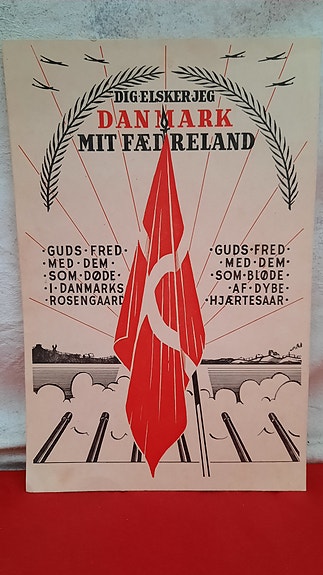 DIG·ELSKER·JEG
DANMARK
MIT FÆDRELAND
·GUDS·FRED·
·MED·DEM·
·SOM·DØDE·
·I·DANMARKS
ROSENGAARD
·GUDS·FRED·
·MED·DEM·
·SOM·BLØDE·
·AF·DYBE·
·HJÆRTESAAR·